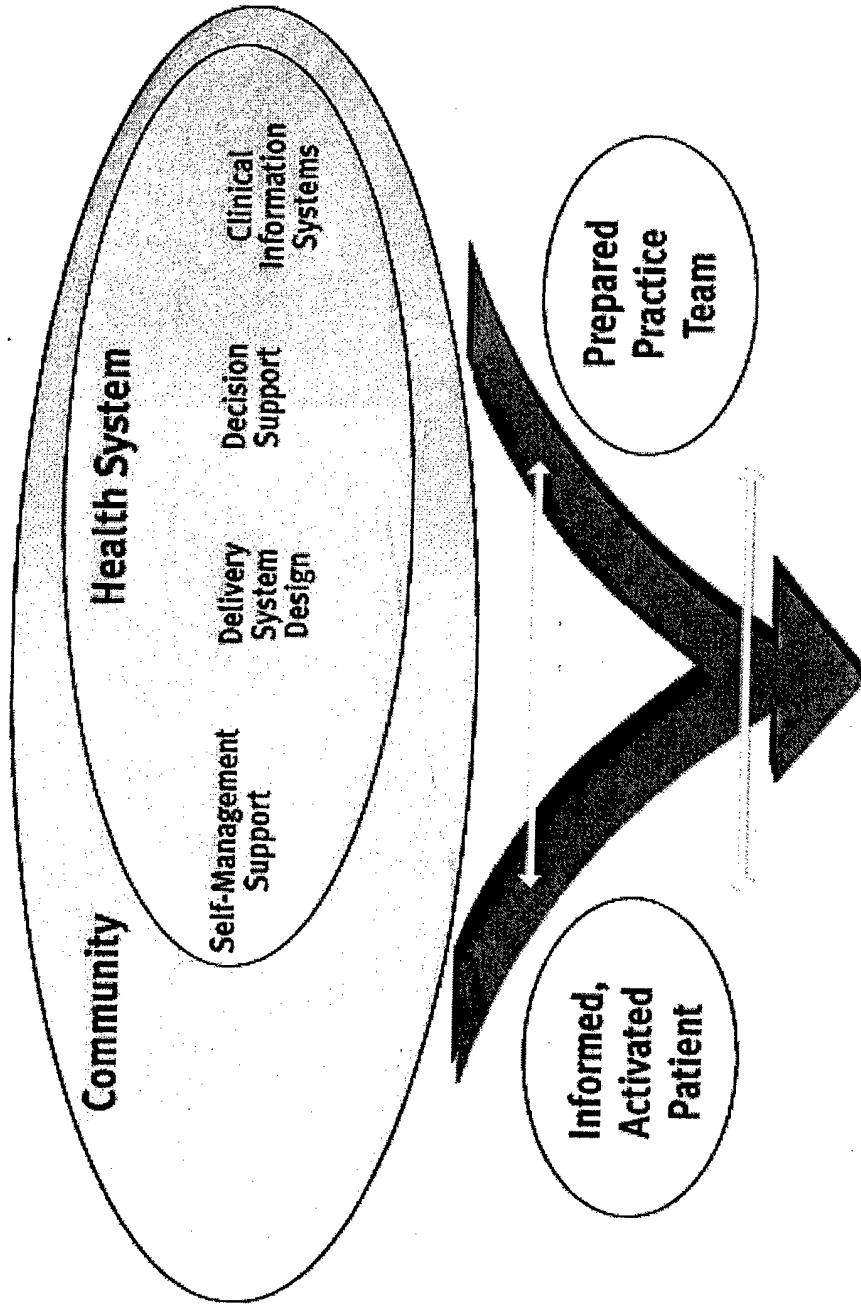 Community
Health System
Self-Management
Support
Delivery
System
Design
Decision
Support
Clinical
Information
Systems
Informed,
Activated
Patient
Prepared
Practice
Team